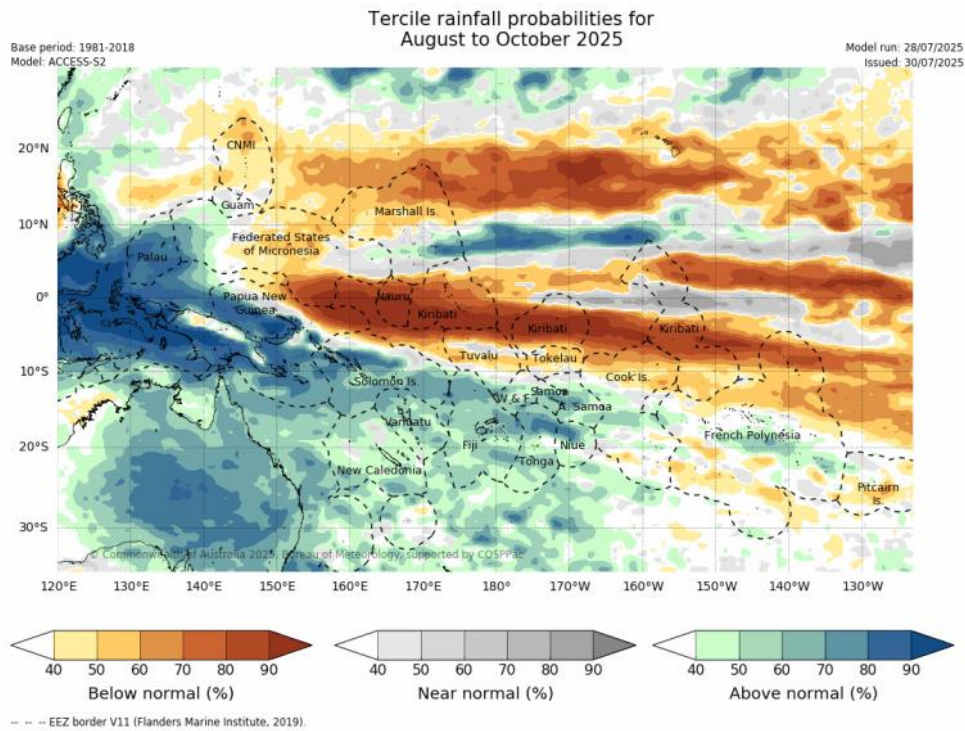 Tercile rainfall probabilities for
August to October 2025
Base period: 1981-2018
Model: ACCESS-S2
Model run: 28/07/2025
Issued: 30/07/2025
20°N
10°N
0°
10°S
20°S
30°S
CNMI
Guam
Marshall Is.
Federated States
of Micronesia
Palau
Papua New
Guinea
Nauru
Kiribati
Kiribati
Kiribati
Tuvalu
Tokelau
Cook Is.
Solomon Is.
Samoa
W & F
A. Samoa
Vanuatu
Fiji
Niue
French Polynesia
Tonga
New Caledonia
Pitcairn
Is.
© Commonwealth of Australia 2025, Bureau of Meteorology, supported by COSPPac
120°E 130°E 140°E 150°E 160°E 170°E 180° 170°W 160°W 150°W 140°W 130°W
40 50 60 70 80 90
Below normal (%)
40 50 60 70 80 90
Near normal (%)
40 50 60 70 80 90
Above normal (%)
-- -- -- EEZ border V11 (Flanders Marine Institute, 2019).